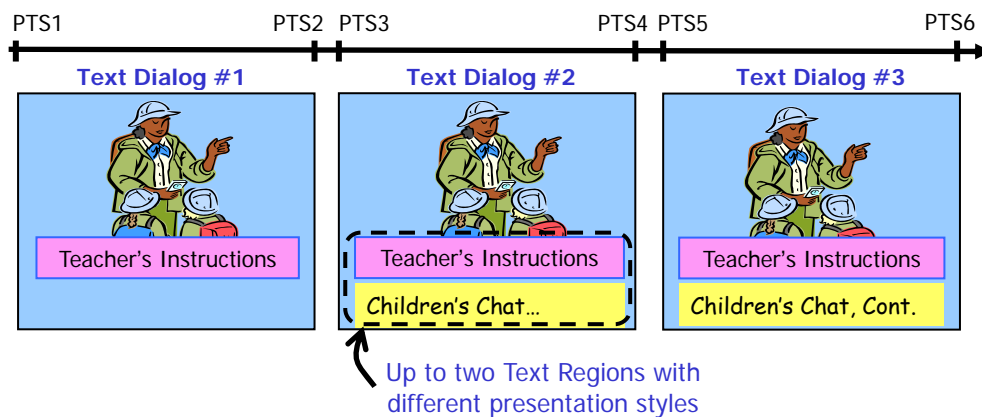 PTS1 PTS2 PTS3 PTS4 PTS5 PTS6
Text Dialog #1 Text Dialog #2 Text Dialog #3
Teacher's Instructions Teacher's Instructions Teacher's Instructions
Children's Chat… Children's Chat, Cont.
Up to two Text Regions with
different presentation styles